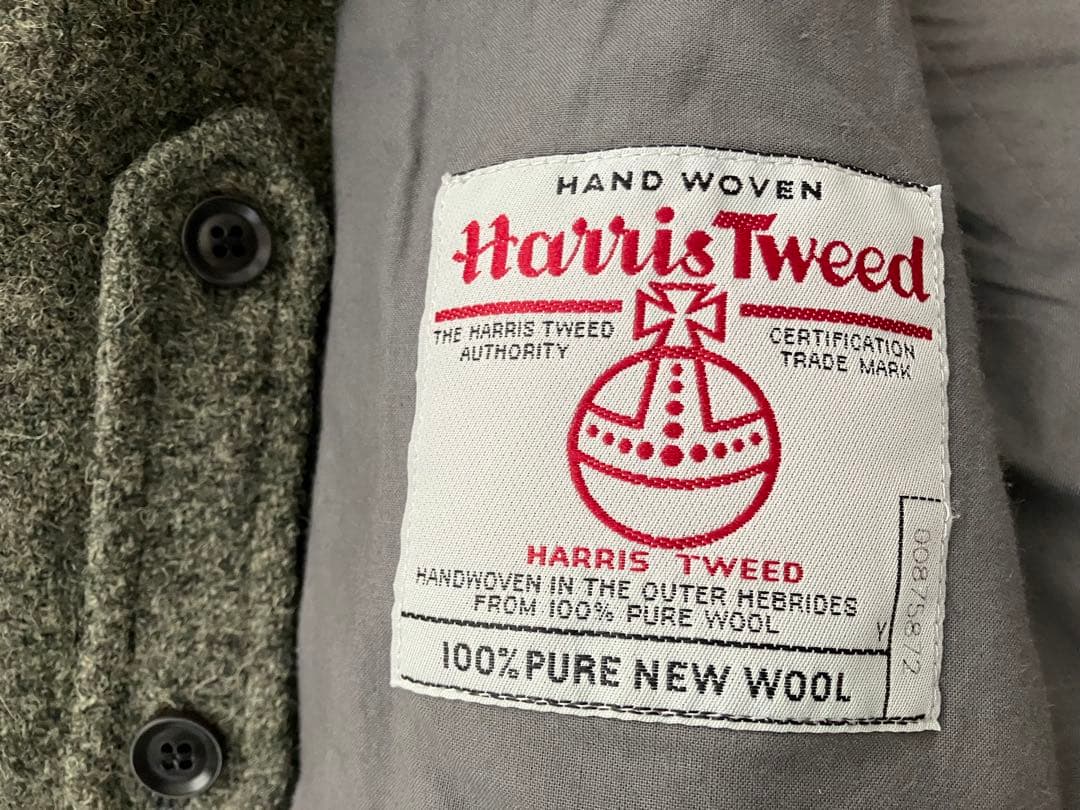 HAND WOVEN
Harris Tweed
THE HARRIS TWEED
AUTHORITY
CERTIFICATION
TRADE MARK
HARRIS TWEED
HANDWOVEN IN THE OUTER HEBRIDES
FROM 100% PURE WOOL
Y
100% PURE NEW WOOL